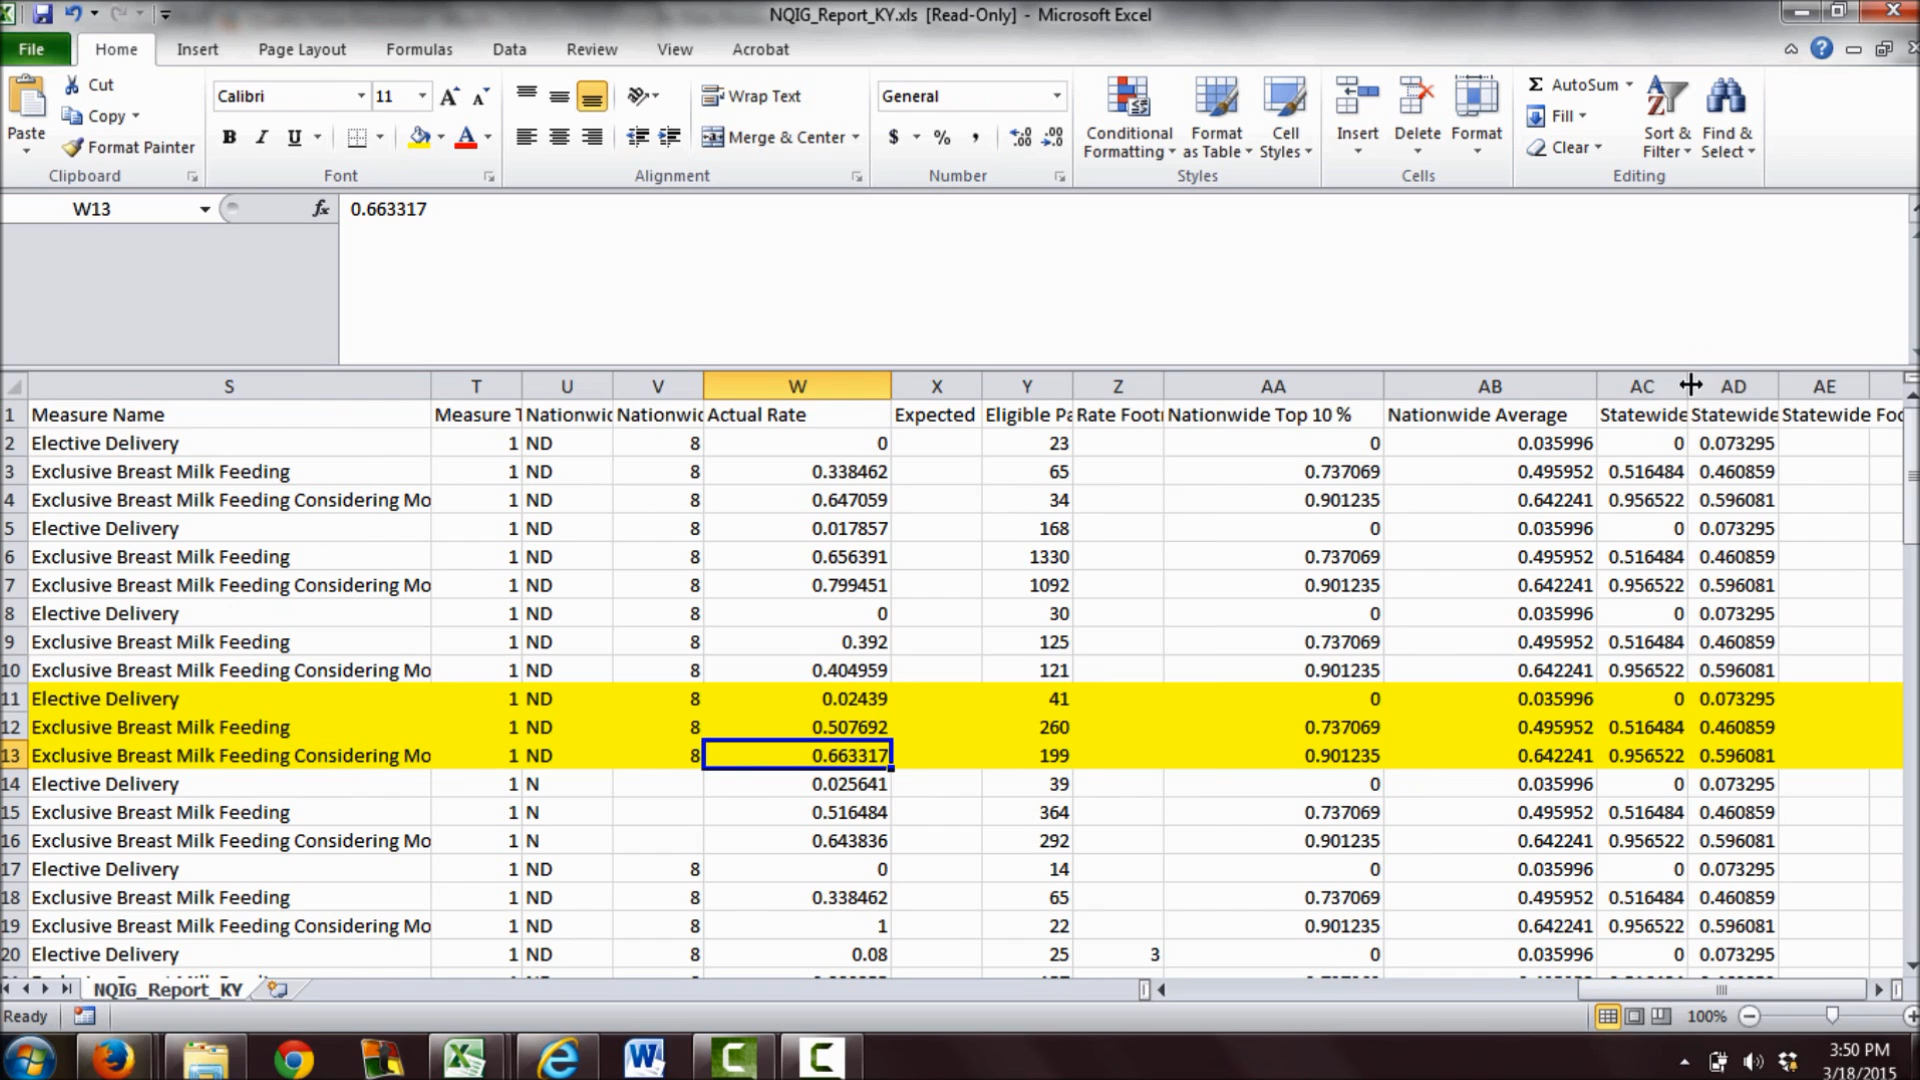 NQIG_Report_KY.xls [Read-Only] - Microsoft Excel
File Home Insert Page Layout Formulas Data Review View Acrobat
Paste
Cut
Copy
Format Painter
Clipboard
Calibri 11
B I U
Font
Wrap Text
Merge & Center
Alignment
General
$ % ,
Number
Conditional Formatting
Format as Table
Cell Styles
Styles
Insert Delete Format
Cells
Σ AutoSum
Fill
Clear
Sort & Filter
Find & Select
Editing
W13 fx 0.663317
S T U V W X Y Z AA AB AC AD AE
1 Measure Name Measure T Nationwi Nationwi Actual Rate Expected Eligible Pa Rate Foot Nationwide Top 10 % Nationwide Average Statewide Statewide Statewide Foo
2 Elective Delivery 1 ND 8 0 23 0 0.035996 0 0.073295
3 Exclusive Breast Milk Feeding 1 ND 8 0.338462 65 0.737069 0.495952 0.516484 0.460859
4 Exclusive Breast Milk Feeding Considering Mo 1 ND 8 0.647059 34 0.901235 0.642241 0.956522 0.596081
5 Elective Delivery 1 ND 8 0.017857 168 0 0.035996 0 0.073295
6 Exclusive Breast Milk Feeding 1 ND 8 0.656391 1330 0.737069 0.495952 0.516484 0.460859
7 Exclusive Breast Milk Feeding Considering Mo 1 ND 8 0.799451 1092 0.901235 0.642241 0.956522 0.596081
8 Elective Delivery 1 ND 8 0 30 0 0.035996 0 0.073295
9 Exclusive Breast Milk Feeding 1 ND 8 0.392 125 0.737069 0.495952 0.516484 0.460859
10 Exclusive Breast Milk Feeding Considering Mo 1 ND 8 0.404959 121 0.901235 0.642241 0.956522 0.596081
11 Elective Delivery 1 ND 8 0.02439 41 0 0.035996 0 0.073295
12 Exclusive Breast Milk Feeding 1 ND 8 0.507692 260 0.737069 0.495952 0.516484 0.460859
13 Exclusive Breast Milk Feeding Considering Mo 1 ND 8 0.663317 199 0.901235 0.642241 0.956522 0.596081
14 Elective Delivery 1 N 0.025641 39 0 0.035996 0 0.073295
15 Exclusive Breast Milk Feeding 1 N 0.516484 364 0.737069 0.495952 0.516484 0.460859
16 Exclusive Breast Milk Feeding Considering Mo 1 N 0.643836 292 0.901235 0.642241 0.956522 0.596081
17 Elective Delivery 1 ND 8 0 14 0 0.035996 0 0.073295
18 Exclusive Breast Milk Feeding 1 ND 8 0.338462 65 0.737069 0.495952 0.516484 0.460859
19 Exclusive Breast Milk Feeding Considering Mo 1 ND 8 1 22 0.901235 0.642241 0.956522 0.596081
20 Elective Delivery 1 ND 8 0.08 25 3 0 0.035996 0 0.073295
NQIG_Report_KY
Ready 100%
3:50 PM
3/18/2015